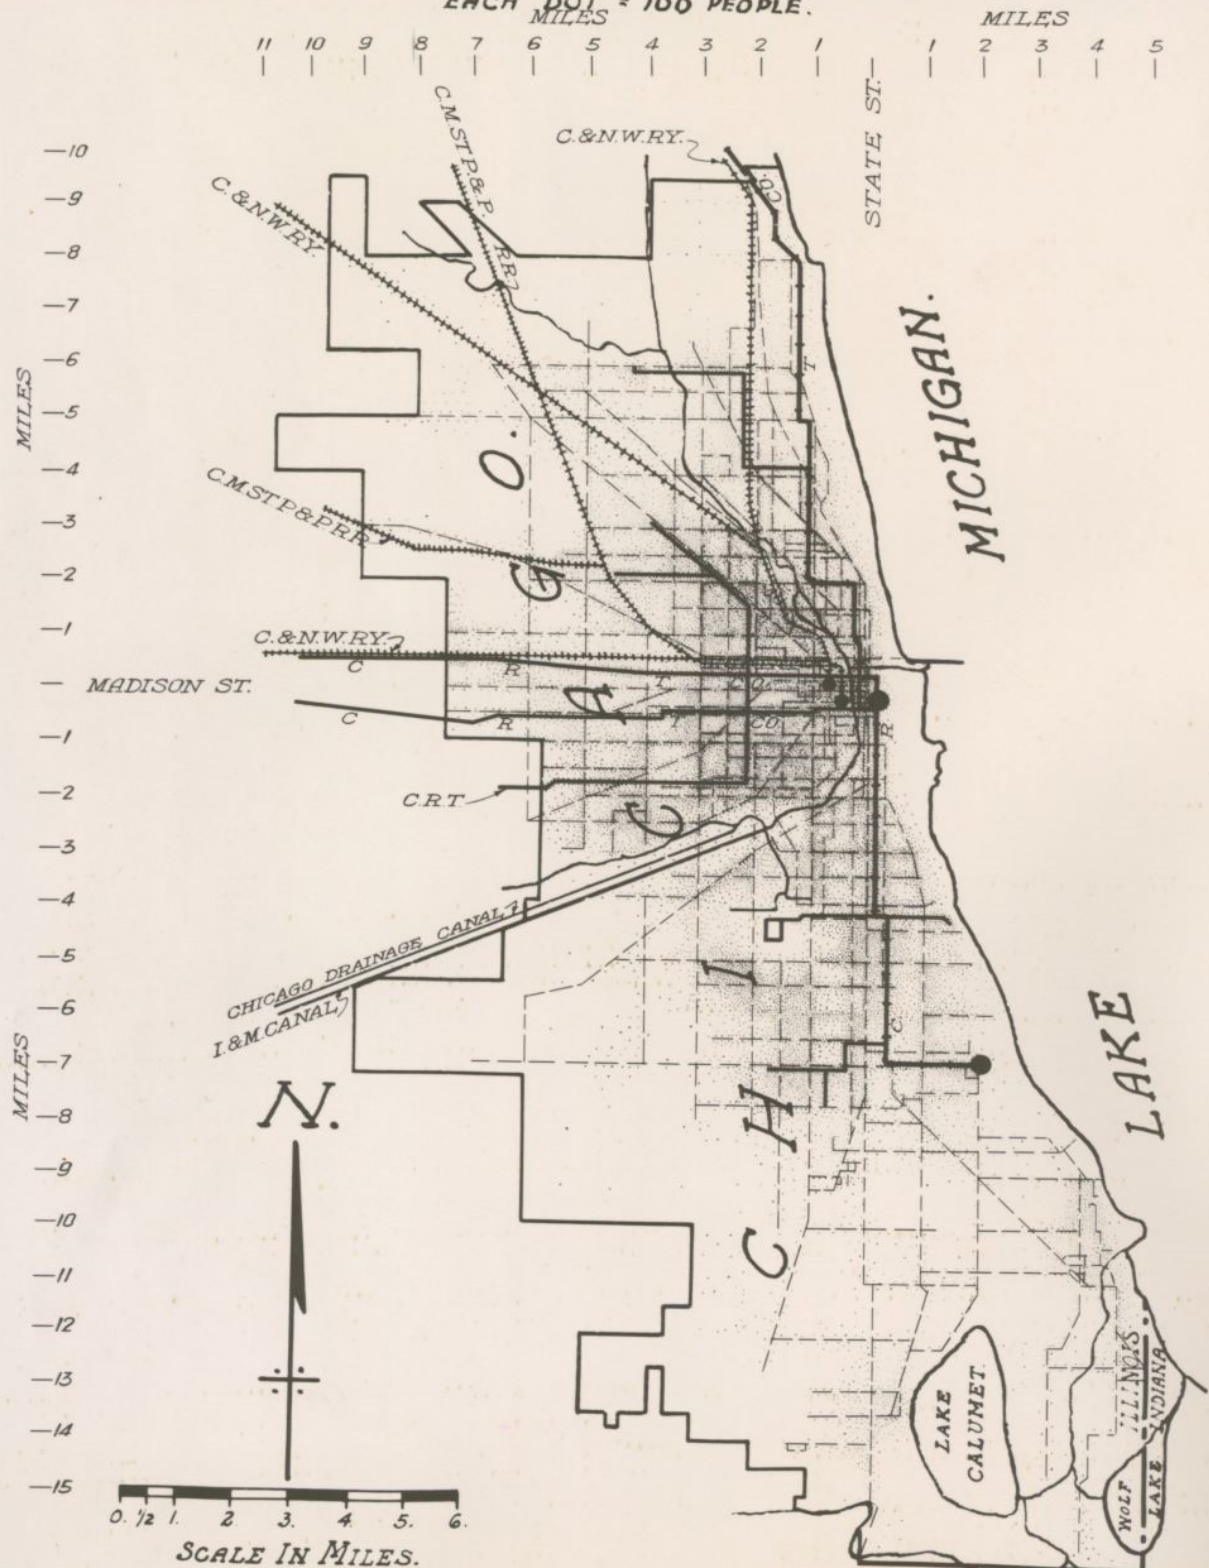 EACH DOT = 100 PEOPLE.
MILES
MILES
11 10 9 8 7 6 5 4 3 2 1
1 2 3 4 5
STATE ST.
C.M.ST.P.&P. R.R.
C.&N.W.RY.
C.&N.W.RY.
CO.
T
—10
—9
—8
—7
—6
—5
—4
—3
—2
—1
—
—1
—2
—3
—4
—5
—6
—7
—8
—9
—10
—11
—12
—13
—14
—15
MILES
MILES
C.M.ST.P.&P.R.R.
C.&N.W.RY.
C R T CO.
MADISON ST.
C R T CO.
C.R.T
R
C.
CHICAGO DRAINAGE CANAL
I.&M.CANAL
CHICAGO.
LAKE MICHIGAN.
N.
LAKE
CALUMET
ILLINOIS
INDIANA
WOLF
LAKE
0. 1/2 1. 2 3. 4. 5. 6.
SCALE IN MILES.